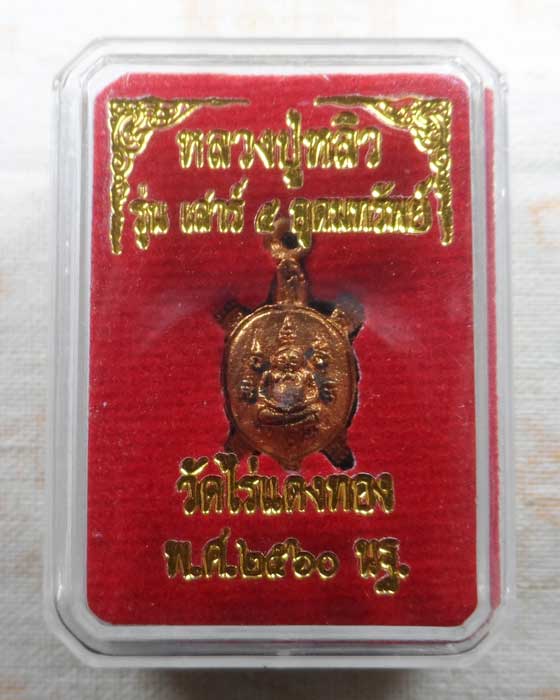 หลวงปู่หลิว
รุ่น เสาร์ ๕ อุดมทรัพย์
วัดไร่แตงทอง
พ.ศ.๒๕๖๐ นฐ.